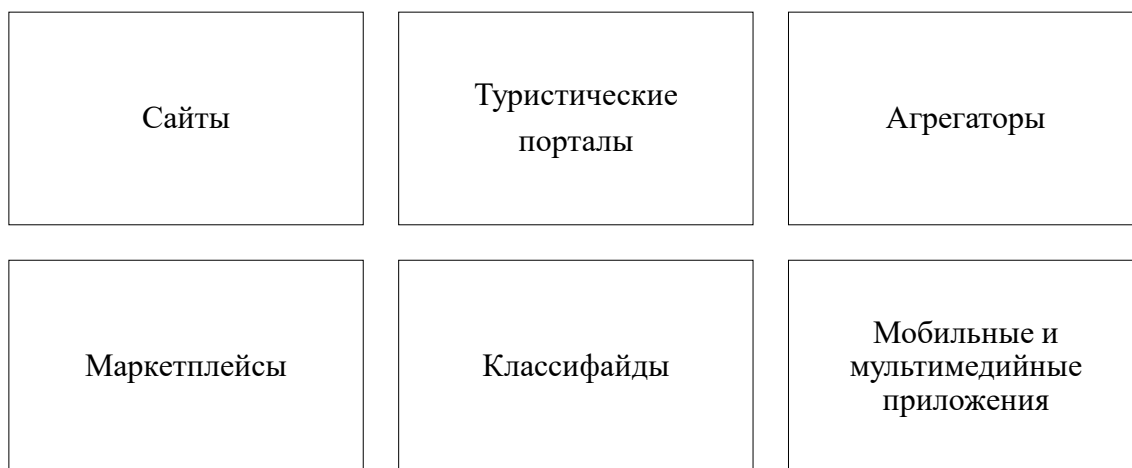 Сайты
Туристические
порталы
Агрегаторы
Маркетплейсы
Классифайды
Мобильные и
мультимедийные
приложения